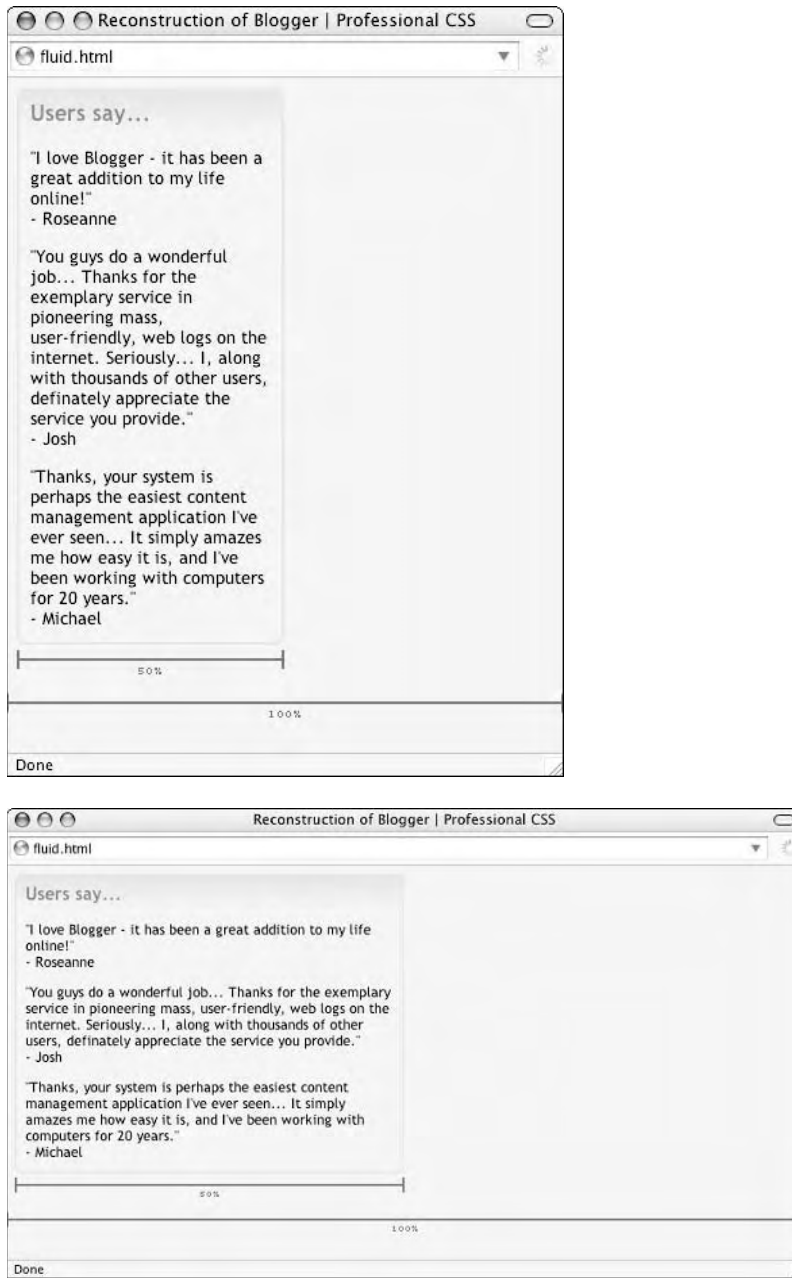 Reconstruction of Blogger | Professional CSS
fluid.html
Users say...
"I love Blogger - it has been a
great addition to my life
online!"
- Roseanne
"You guys do a wonderful
job... Thanks for the
exemplary service in
pioneering mass,
user-friendly, web logs on the
internet. Seriously... I, along
with thousands of other users,
definately appreciate the
service you provide."
- Josh
"Thanks, your system is
perhaps the easiest content
management application I've
ever seen... It simply amazes
me how easy it is, and I've
been working with computers
for 20 years."
- Michael
50%
100%
Done
Reconstruction of Blogger | Professional CSS
fluid.html
Users say...
"I love Blogger - it has been a great addition to my life
online!"
- Roseanne
"You guys do a wonderful job... Thanks for the exemplary
service in pioneering mass, user-friendly, web logs on the
internet. Seriously... I, along with thousands of other
users, definately appreciate the service you provide."
- Josh
"Thanks, your system is perhaps the easiest content
management application I've ever seen... It simply
amazes me how easy it is, and I've been working with
computers for 20 years."
- Michael
50%
100%
Done